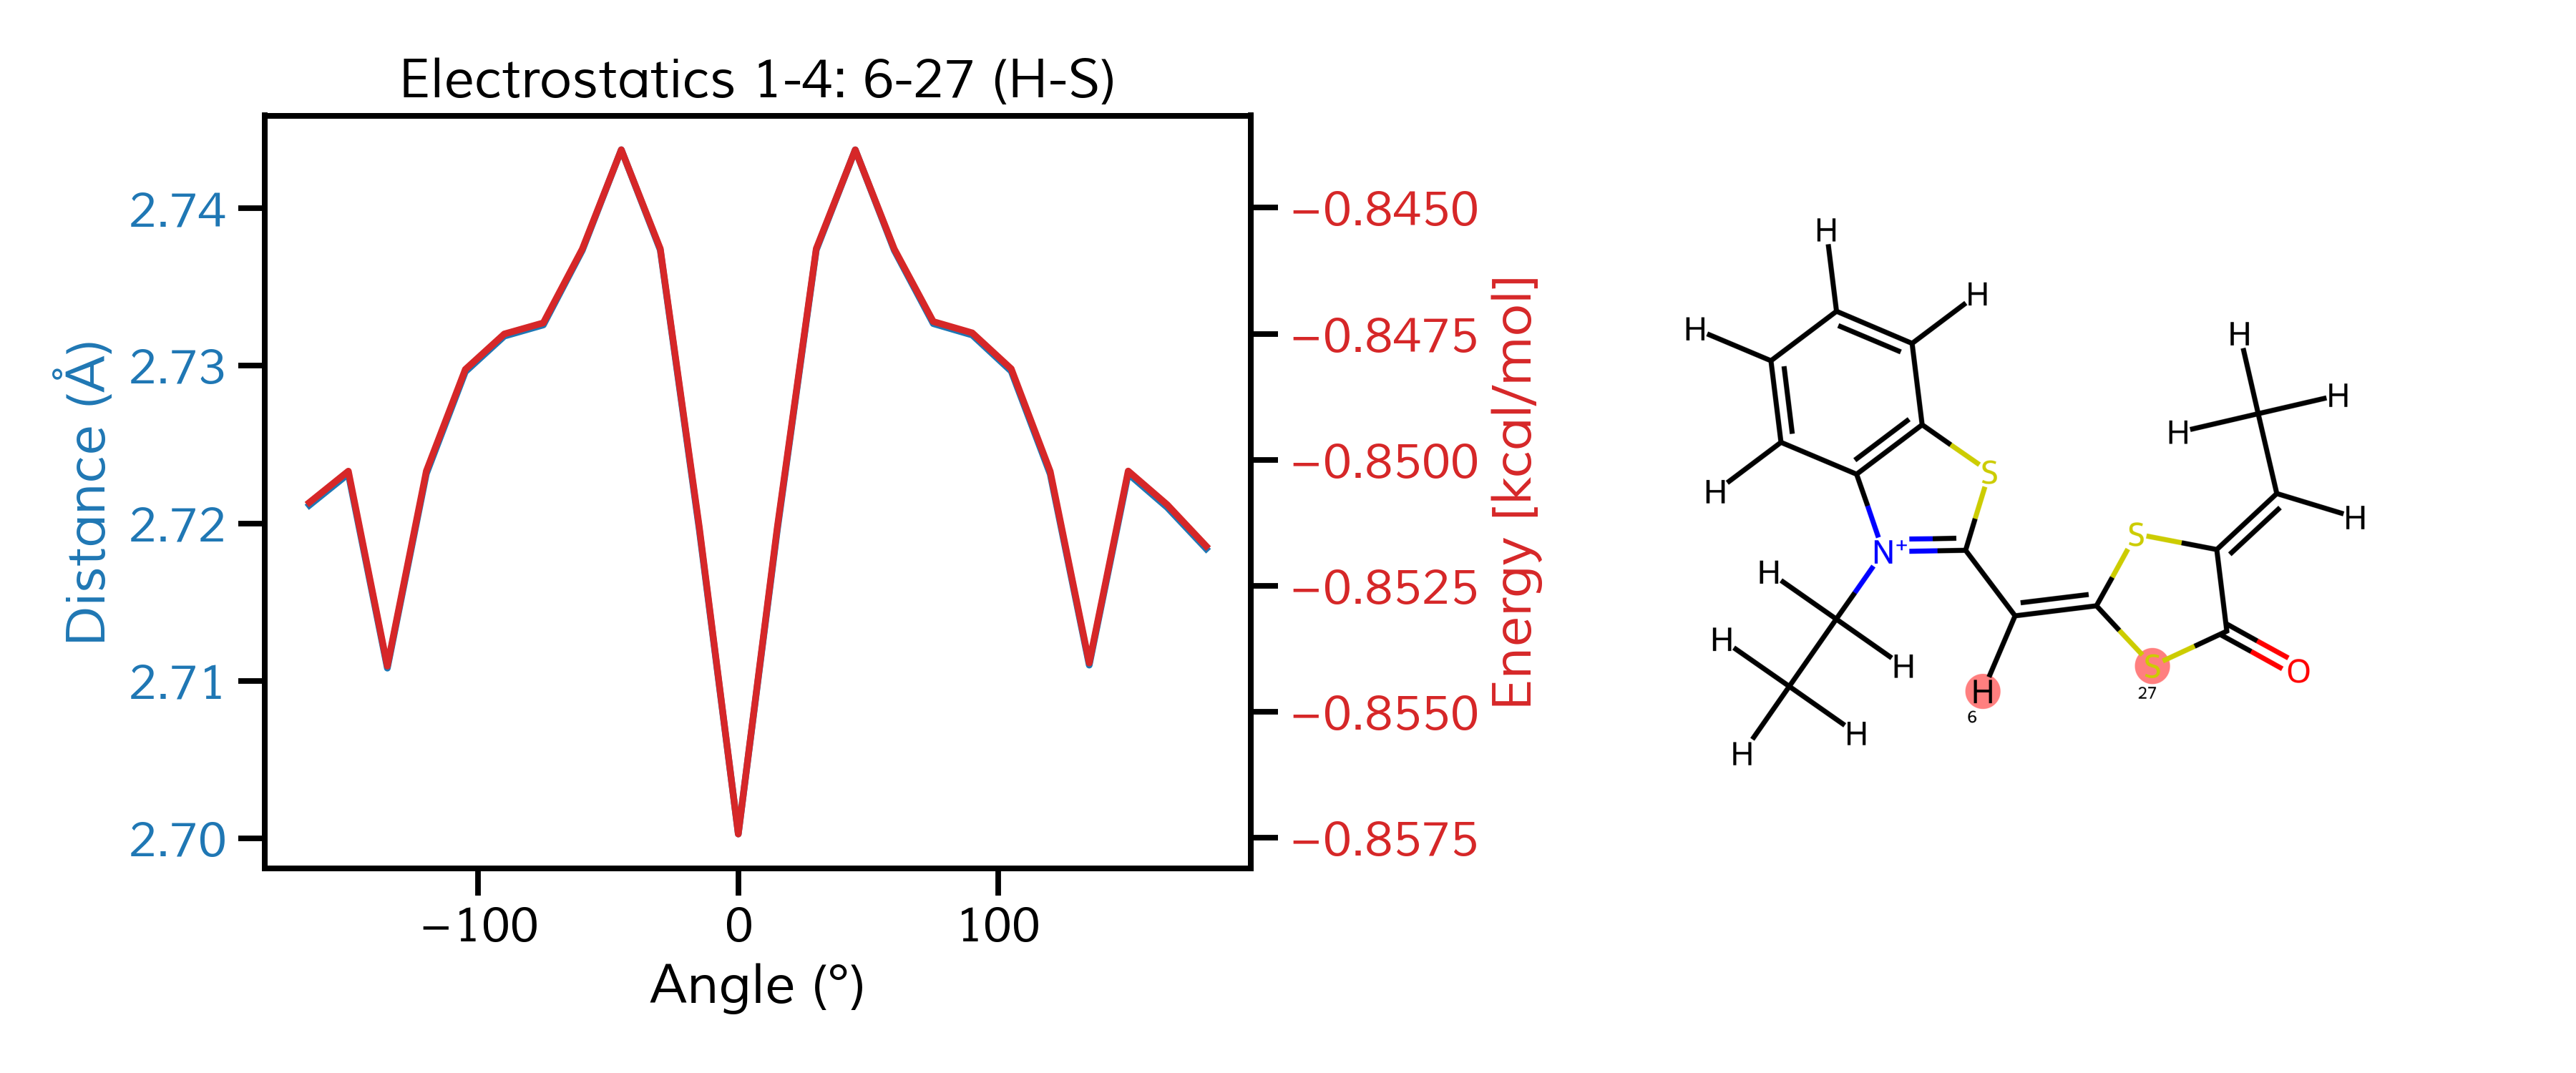 Electrostatics 1-4: 6-27 (H-S)
Distance (Å)
2.74
2.73
2.72
2.71
2.70
−100
0
100
Angle (°)
−0.8450
−0.8475
−0.8500
−0.8525
−0.8550
−0.8575
Energy [kcal/mol]
H
H
H
H
H
H
H
S
H
H
S
N+
H
H
H
S
27
O
H
6
H
H